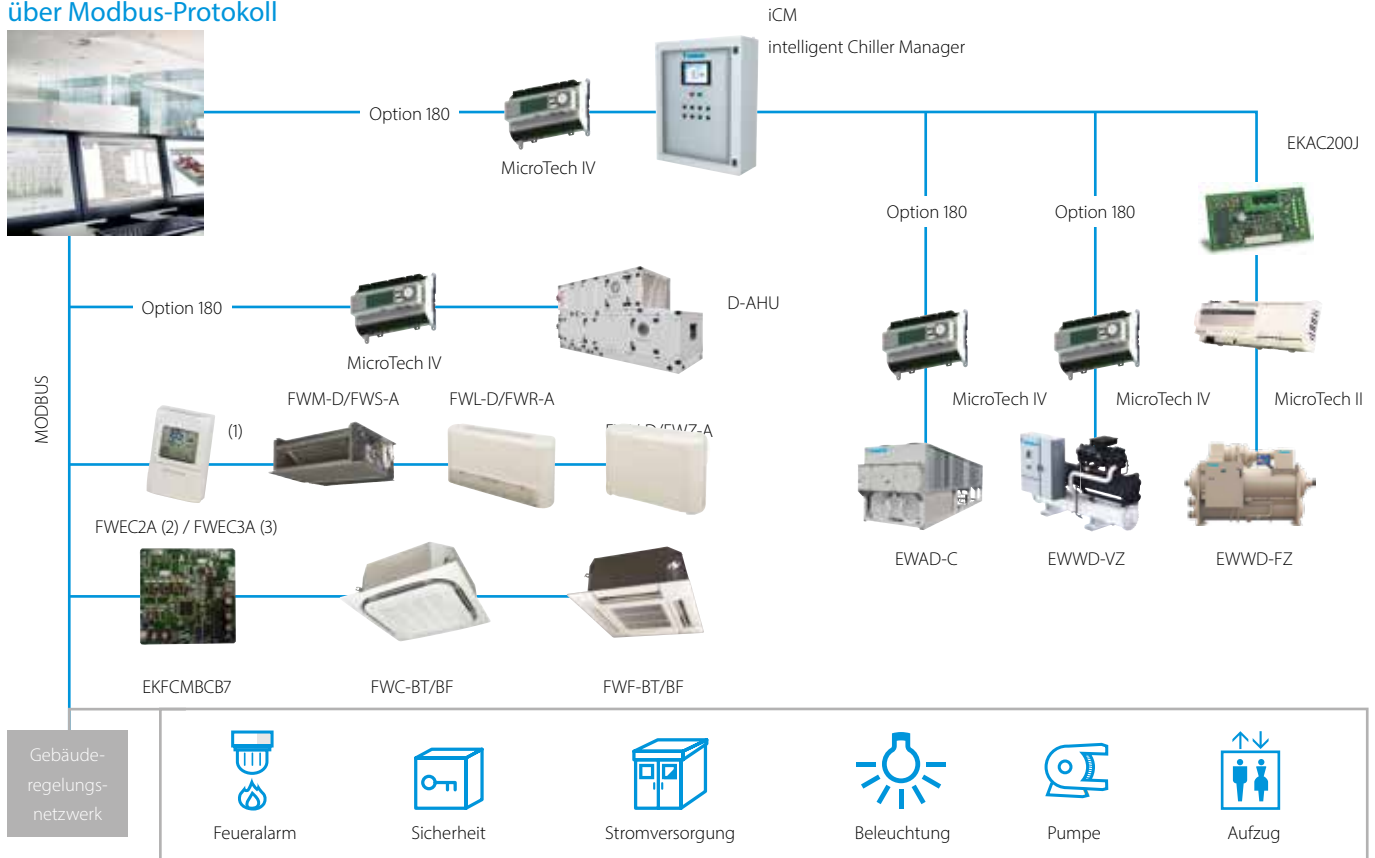 über Modbus-Protokoll
iCM
intelligent Chiller Manager
Option 180
MicroTech IV
EKAC200J
Option 180
Option 180
Option 180
MicroTech IV
D-AHU
MODBUS
MicroTech IV
MicroTech IV
MicroTech II
(1)
FWM-D/FWS-A
FWL-D/FWR-A
D/FWZ-A
FWEC2A (2) / FWEC3A (3)
EWAD-C
EWWD-VZ
EWWD-FZ
EKFCMBCB7
FWC-BT/BF
FWF-BT/BF
Gebäude-
regelungs-
netzwerk
Feueralarm
Sicherheit
Stromversorgung
Beleuchtung
Pumpe
Aufzug